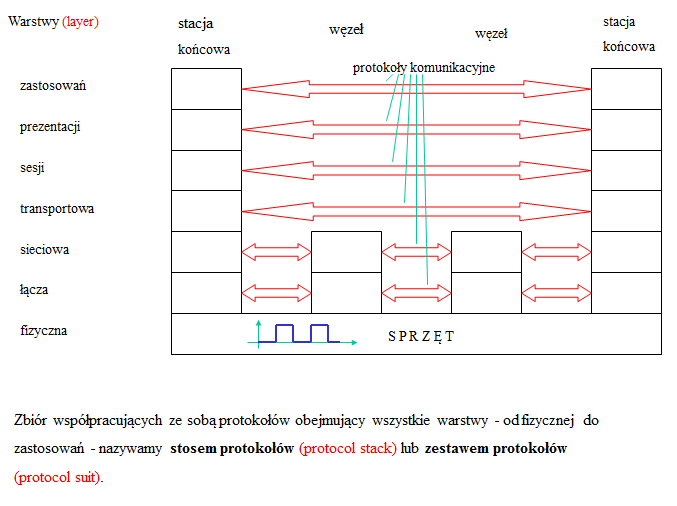 Warstwy (layer)
stacja
końcowa
węzeł
węzeł
stacja
końcowa
protokoły komunikacyjne
zastosowań
prezentacji
sesji
transportowa
sieciowa
łącza
fizyczna
S P R Z Ę T
Zbiór współpracujących ze sobą protokołów obejmujący wszystkie warstwy - od fizycznej do
zastosowań - nazywamy stosem protokołów (protocol stack) lub zestawem protokołów
(protocol suit).